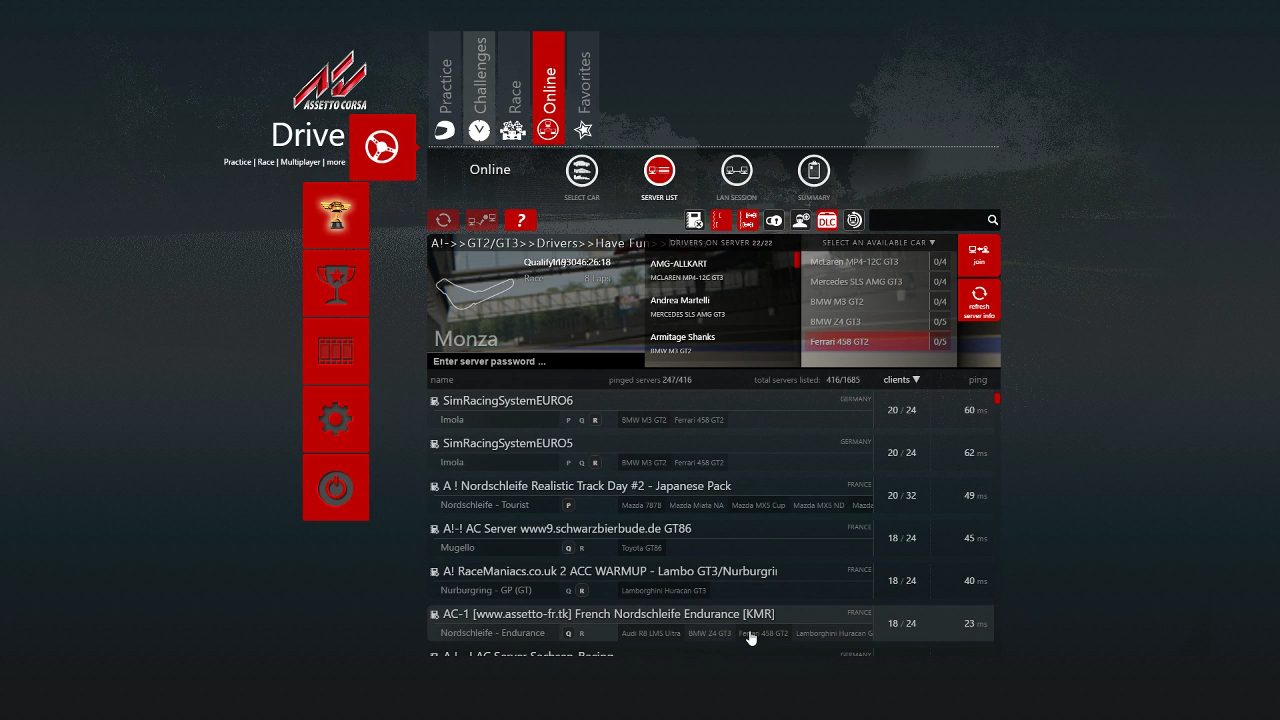 Practice
Challenges
Race
Online
Favorites
ASSETTO CORSA
Drive
Practice | Race | Multiplayer | more
Online
SELECT CAR
SERVER LIST
LAN SESSION
SUMMARY
?
DLC
A!->>GT2/GT3>>Drivers>>Have Fun>>
DRIVERS ON SERVER 22/22
SELECT AN AVAILABLE CAR ▼
Race 8 laps
Monza
AMG-ALLKART
MCLAREN MP4-12C GT3
Andrea Martelli
MERCEDES SLS AMG GT3
Armitage Shanks
BMW M3 GT2
McLaren MP4-12C GT3 0/4
Mercedes SLS AMG GT3 0/4
BMW M3 GT2 0/4
BMW Z4 GT3 0/5
Ferrari 458 GT2 0/5
join
refresh
server info
Enter server password ...
name pinged servers 247/416 total servers listed: 416/1685 clients ▼ ping
SimRacingSystemEURO6 GERMANY
Imola P Q R BMW M3 GT2 Ferrari 458 GT2 20 / 24 60 ms
SimRacingSystemEURO5 GERMANY
Imola P Q R BMW M3 GT2 Ferrari 458 GT2 20 / 24 62 ms
A ! Nordschleife Realistic Track Day #2 - Japanese Pack FRANCE
Nordschleife - Tourist P Mazda 787B Mazda Miata NA Mazda MX5 Cup Mazda MX5 ND Mazda 20 / 32 49 ms
A!-! AC Server www9.schwarzbierbude.de GT86 FRANCE
Mugello Q R Toyota GT86 18 / 24 45 ms
A! RaceManiacs.co.uk 2 ACC WARMUP - Lambo GT3/Nurburgrin FRANCE
Nurburgring - GP (GT) Q R Lamborghini Huracan GT3 18 / 24 40 ms
AC-1 [www.assetto-fr.tk] French Nordschleife Endurance [KMR] FRANCE
Nordschleife - Endurance Q R Audi R8 LMS Ultra BMW Z4 GT3 Ferrari 458 GT2 Lamborghini Huracan G 18 / 24 23 ms
GERMANY